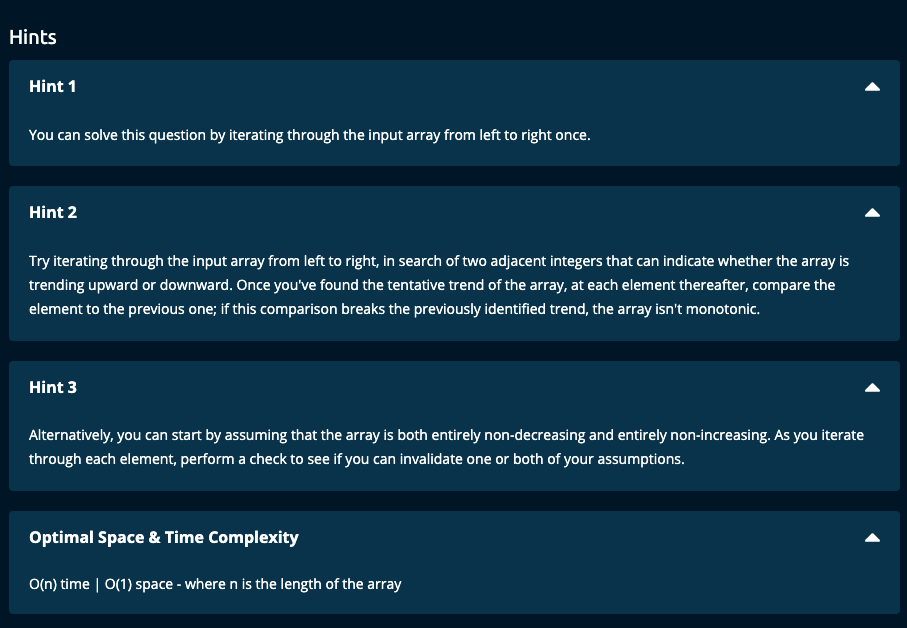 Hints
Hint 1
You can solve this question by iterating through the input array from left to right once.
Hint 2
Try iterating through the input array from left to right, in search of two adjacent integers that can indicate whether the array is
trending upward or downward. Once you've found the tentative trend of the array, at each element thereafter, compare the
element to the previous one; if this comparison breaks the previously identified trend, the array isn't monotonic.
Hint 3
Alternatively, you can start by assuming that the array is both entirely non-decreasing and entirely non-increasing. As you iterate
through each element, perform a check to see if you can invalidate one or both of your assumptions.
Optimal Space & Time Complexity
O(n) time | O(1) space - where n is the length of the array